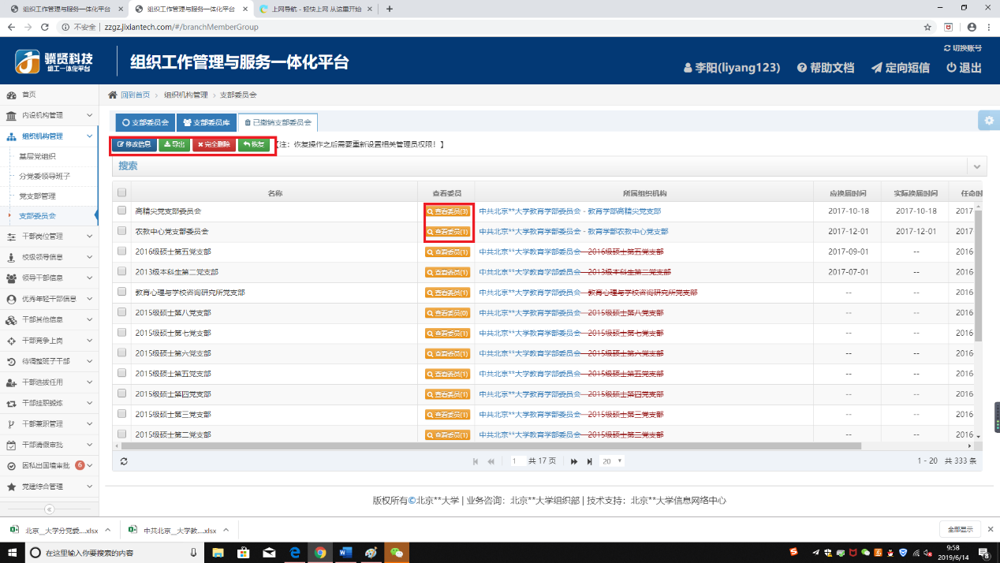 组织工作管理与服务一体化平台
组织工作管理与服务一体化平台
上网导航 - 轻快上网 从这里开始
不安全 zzgz.jixiantech.com/#/branchMemberGroup
骥贤科技
组工一体化平台
组织工作管理与服务一体化平台
切换账号
李阳(liyang123)
帮助文档
定向短信
退出
首页
内设机构管理
组织机构管理
基层党组织
分党委领导班子
党支部管理
支部委员会
干部岗位管理
校级领导信息
领导干部信息
优秀年轻干部信息
干部其他信息
干部竞争上岗
待调整班子干部
干部选拔任用
干部挂职锻炼
干部兼职管理
干部请假审批
因私出国境审批 6
党建综合管理
回到首页 > 组织机构管理 > 支部委员会
支部委员会 支部委员库 已撤销支部委员会
修改信息 导出 完全删除 恢复 【注：恢复操作之后需要重新设置相关管理员权限！】
搜索
名称 查看委员 所属组织机构 应换届时间 实际换届时间 任命时
高精尖党支部委员会 查看委员(3) 中共北京**大学教育学部委员会 - 教育学部高精尖党支部 2017-10-18 2017-10-18 2017
农教中心党支部委员会 查看委员(1) 中共北京**大学教育学部委员会 - 教育学部农教中心党支部 2017-12-01 2017-12-01 2017
2016级硕士第五党支部 查看委员(1) 中共北京**大学教育学部委员会 - 2016级硕士第五党支部 2017-09-01 -- 2016
2013级本科生第二党支部 查看委员(1) 中共北京**大学教育学部委员会 - 2013级本科生第二党支部 2017-07-01 -- 2016
教育心理与学校咨询研究所党支部 查看委员(1) 中共北京**大学教育学部委员会 - 教育心理与学校咨询研究所党支部 -- -- 2016
2015级硕士第八党支部 查看委员(0) 中共北京**大学教育学部委员会 - 2015级硕士第八党支部 -- -- 2016
2015级硕士第七党支部 查看委员(1) 中共北京**大学教育学部委员会 - 2015级硕士第七党支部 -- -- 2016
2015级硕士第六党支部 查看委员(1) 中共北京**大学教育学部委员会 - 2015级硕士第六党支部 -- -- 2016
2015级硕士第五党支部 查看委员(1) 中共北京**大学教育学部委员会 - 2015级硕士第五党支部 -- -- 2016
2015级硕士第四党支部 查看委员(1) 中共北京**大学教育学部委员会 - 2015级硕士第四党支部 -- -- 2016
2015级硕士第三党支部 查看委员(1) 中共北京**大学教育学部委员会 - 2015级硕士第三党支部 -- -- 2016
2015级硕士第二党支部 查看委员(1) 中共北京**大学教育学部委员会 - 2015级硕士第二党支部 -- -- 2016
1 共 17 页 20 1 - 20 共 333 条
版权所有©北京**大学 | 业务咨询：北京**大学组织部 | 技术支持：北京**大学信息网络中心
北京__大学分党委....xlsx
中共北京__大学教....xlsx
全部显示
在这里输入你要搜索的内容
9:58
2019/6/14
8